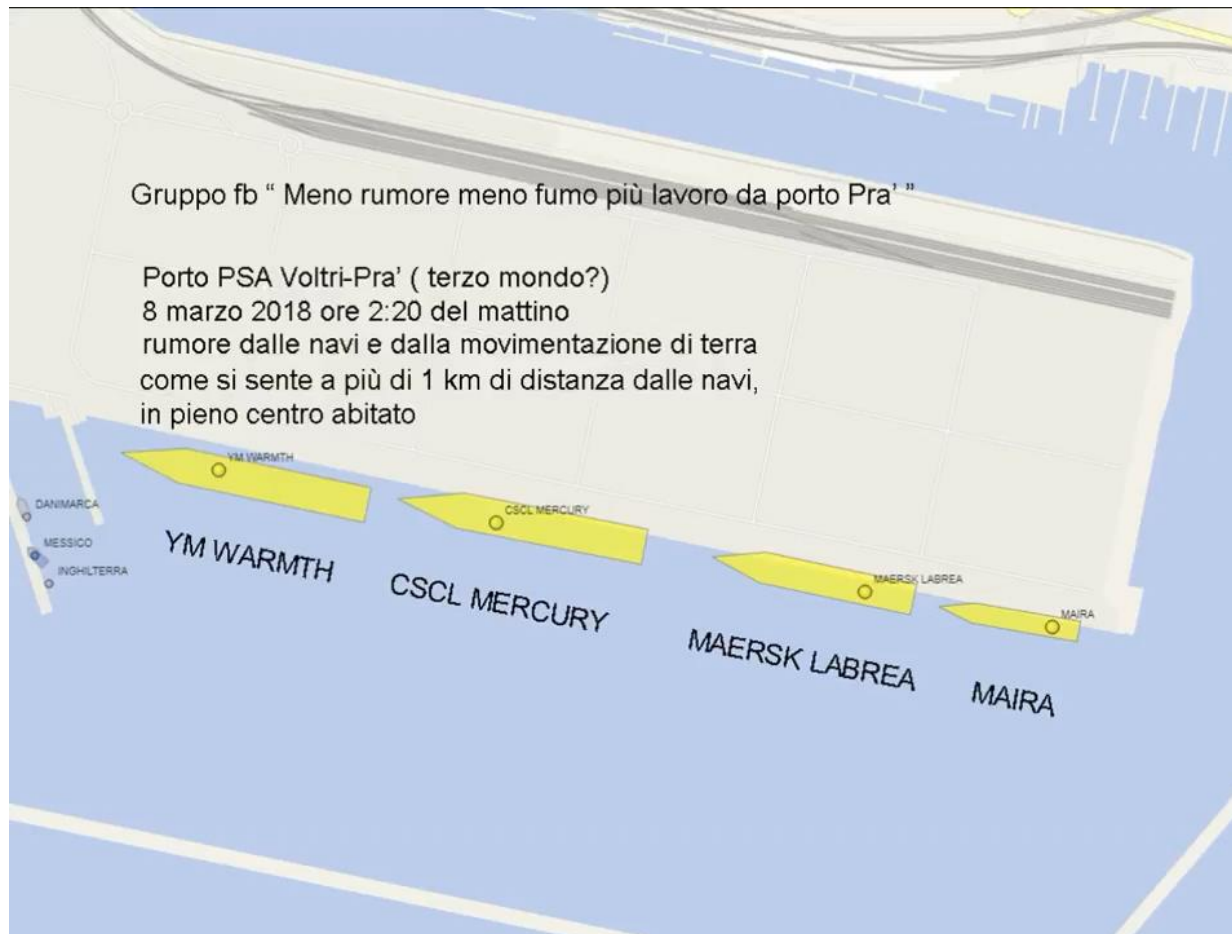 Gruppo fb “ Meno rumore meno fumo più lavoro da porto Pra’ ”
Porto PSA Voltri-Pra’ ( terzo mondo?)
8 marzo 2018 ore 2:20 del mattino
rumore dalle navi e dalla movimentazione di terra
come si sente a più di 1 km di distanza dalle navi,
in pieno centro abitato
YM WARMTH
CSCL MERCURY
MAERSK LABREA
MAIRA
DANIMARCA
MESSICO
INGHILTERRA
YM WARMTH
CSCL MERCURY
MAERSK LABREA
MAIRA